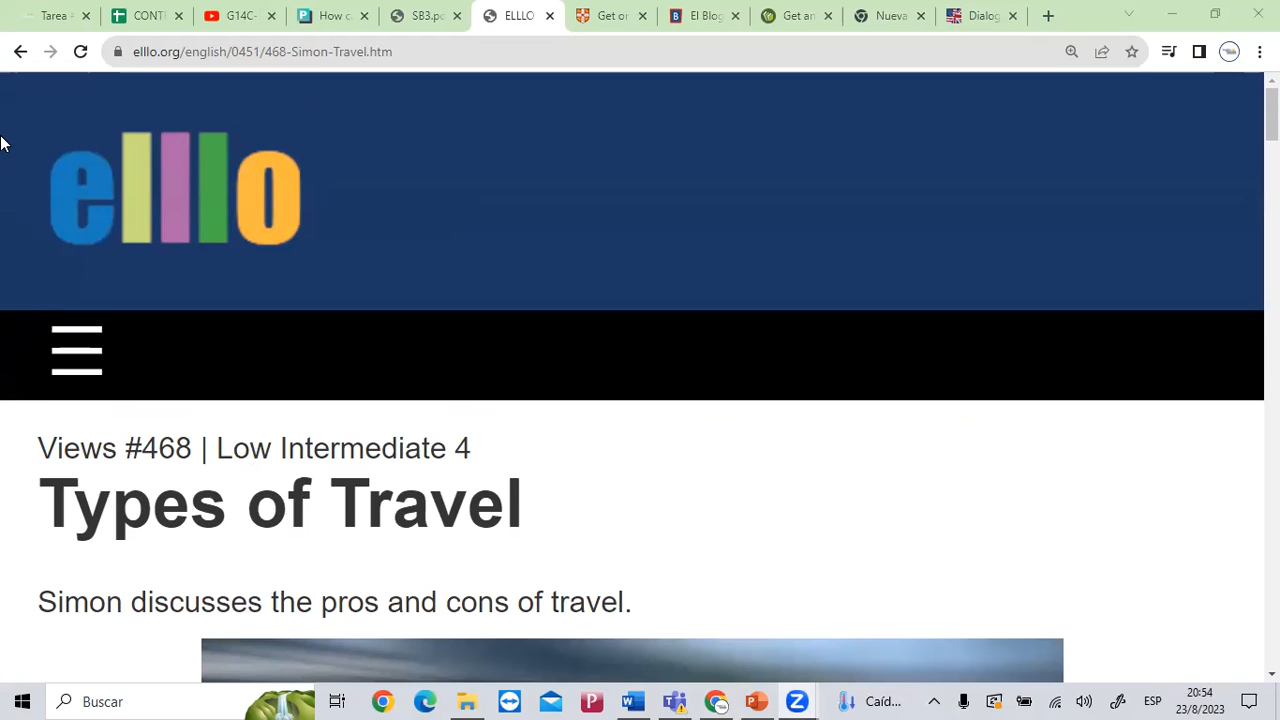 Tarea CONTI G14C- How c SB3.pc ELLLO Get or El Blog Get an Nueva Dialog
elllo.org/english/0451/468-Simon-Travel.htm
elllo
Views #468 | Low Intermediate 4
Types of Travel
Simon discusses the pros and cons of travel.
Buscar
Caíd... ESP 20:54
23/8/2023